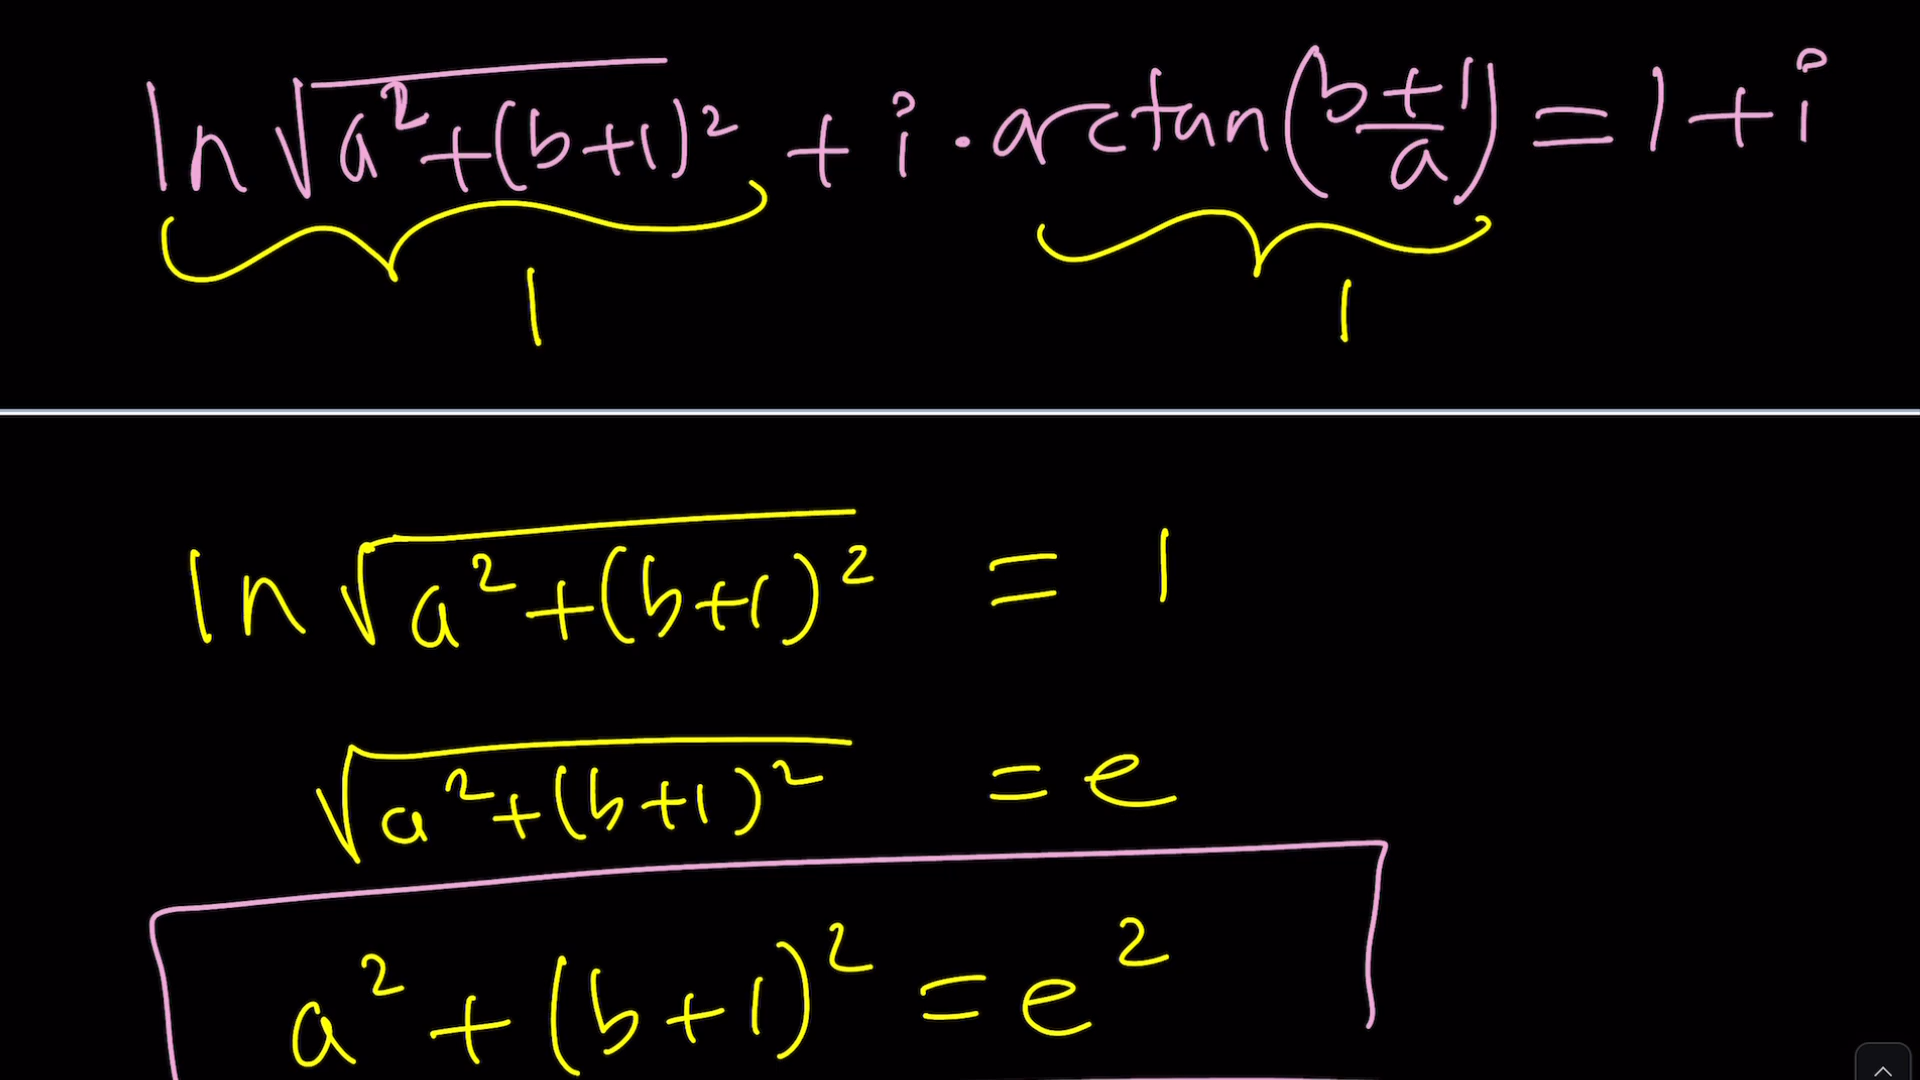 ln√(a²+(b+1)²) + i · arctan((b+1)/a) = 1+i
1 1
ln√(a²+(b+1)²) = 1
√(a²+(b+1)²) = e
a² + (b+1)² = e²